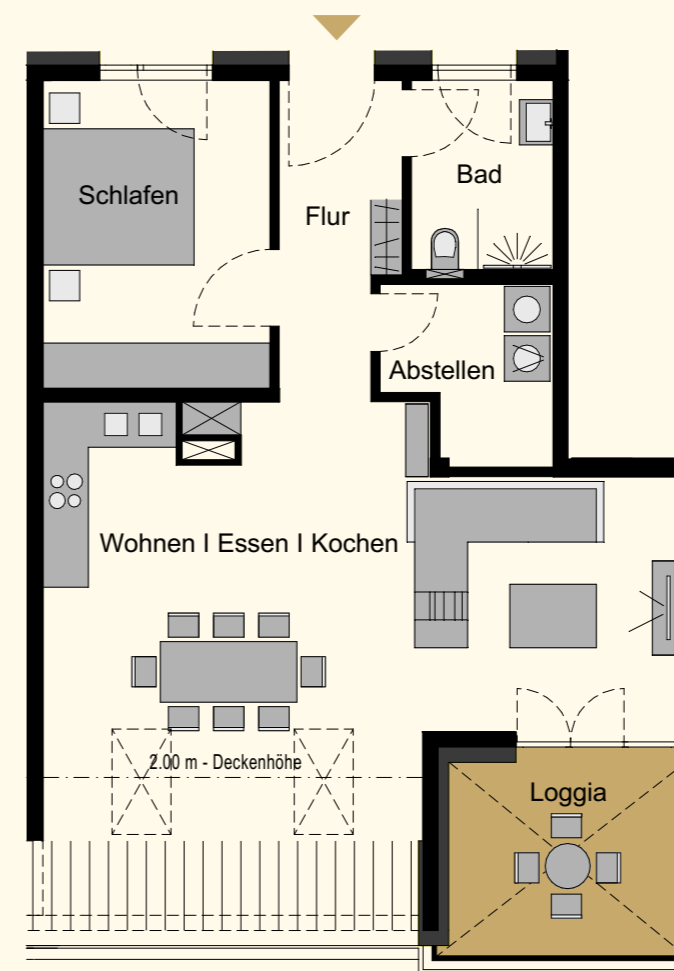 Schlafen
Flur
Bad
Abstellen
Wohnen I Essen I Kochen
2.00 m - Deckenhöhe
Loggia